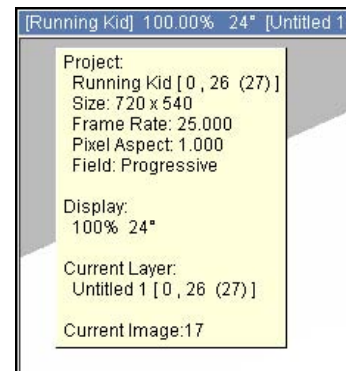 [Running Kid] 100.00% 24° [Untitled 1
Project:
Running Kid [ 0 , 26 (27) ]
Size: 720 x 540
Frame Rate: 25.000
Pixel Aspect: 1.000
Field: Progressive
Display:
100% 24°
Current Layer:
Untitled 1 [ 0 , 26 (27) ]
Current Image:17